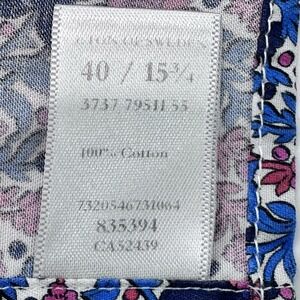 ETON OF SWEDEN
40 / 15¾
3737 79511 55
100% Cotton
7320546731064
835394
CA52439